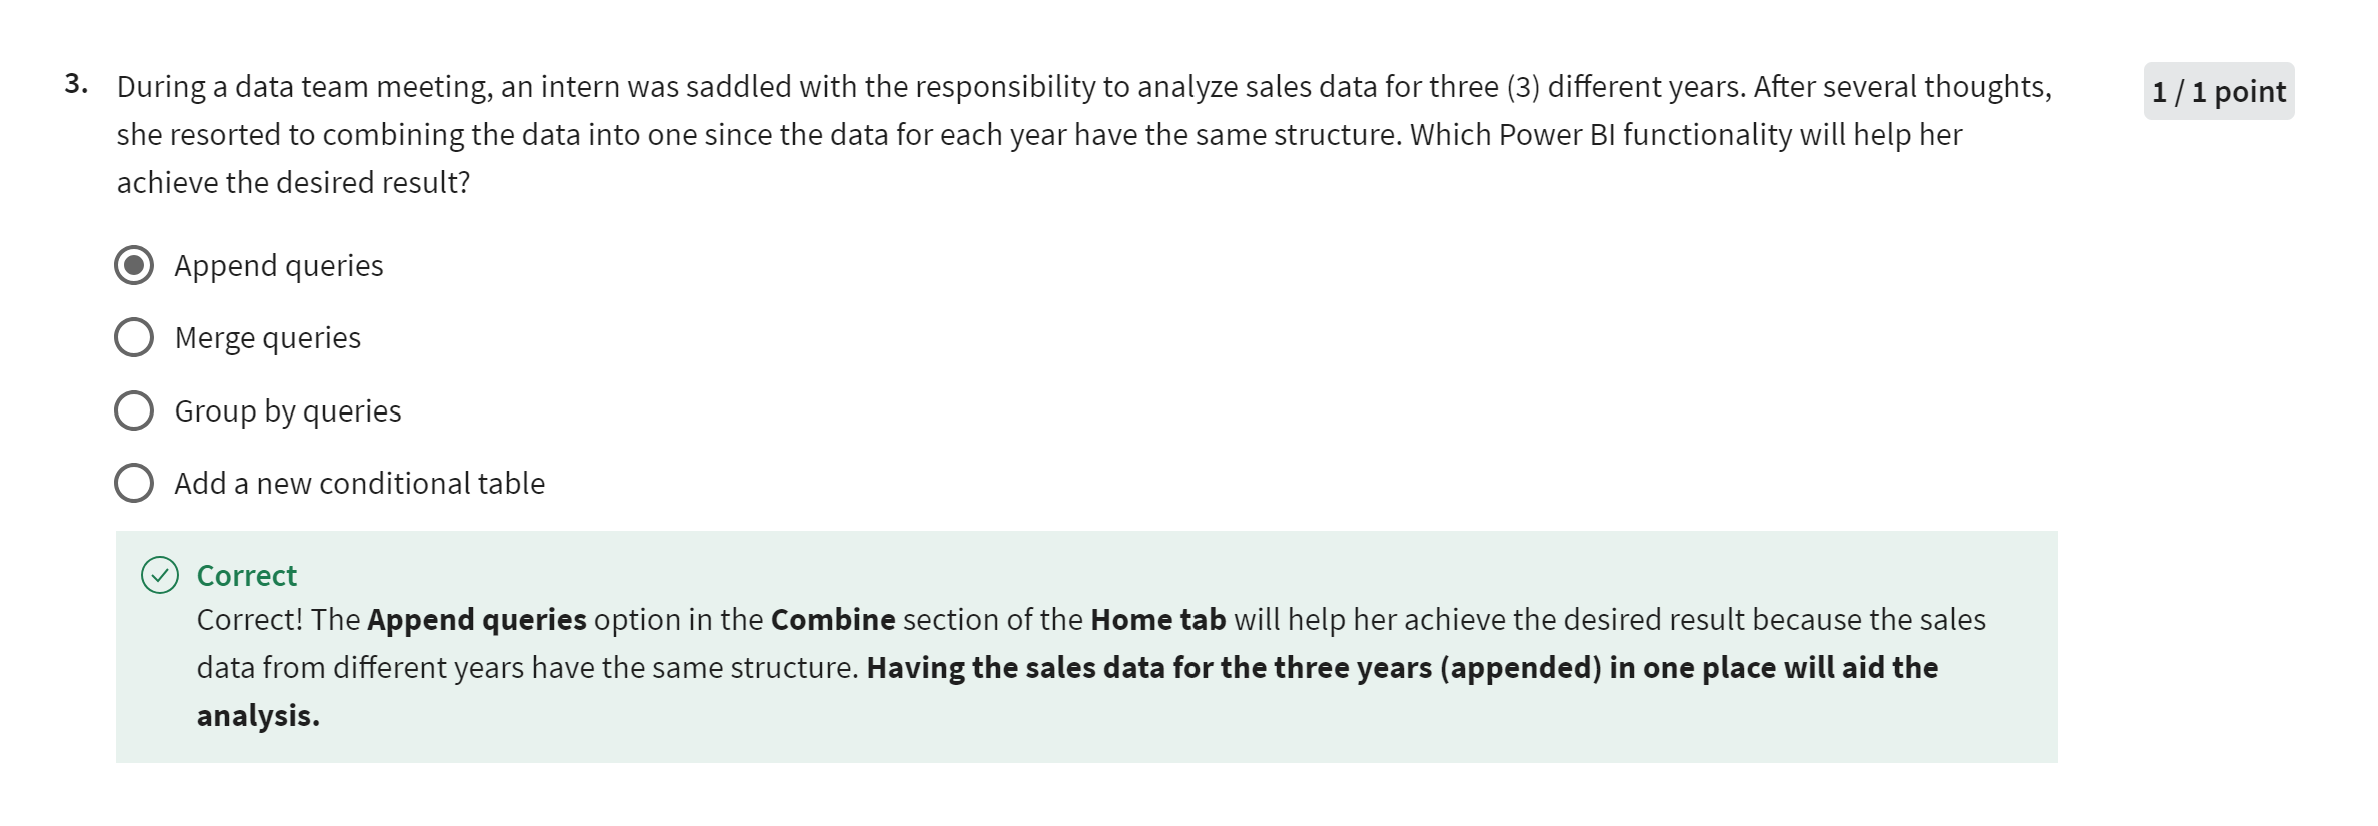 3. During a data team meeting, an intern was saddled with the responsibility to analyze sales data for three (3) different years. After several thoughts, 1 / 1 point
she resorted to combining the data into one since the data for each year have the same structure. Which Power BI functionality will help her
achieve the desired result?
Append queries
Merge queries
Group by queries
Add a new conditional table
Correct
Correct! The Append queries option in the Combine section of the Home tab will help her achieve the desired result because the sales
data from different years have the same structure. Having the sales data for the three years (appended) in one place will aid the
analysis.